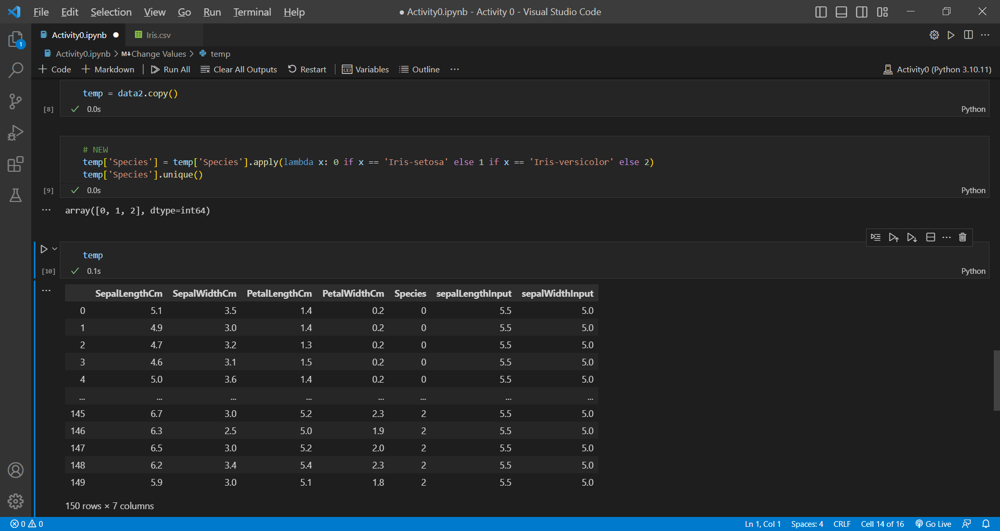 File Edit Selection View Go Run Terminal Help
● Activity0.ipynb - Activity 0 - Visual Studio Code
1
Activity0.ipynb ●
Iris.csv
Activity0.ipynb > M↓Change Values > temp
+ Code + Markdown | Run All Clear All Outputs Restart | Variables Outline ...
Activity0 (Python 3.10.11)
temp = data2.copy()
[8] ✓ 0.0s Python
# NEW
temp['Species'] = temp['Species'].apply(lambda x: 0 if x == 'Iris-setosa' else 1 if x == 'Iris-versicolor' else 2)
temp['Species'].unique()
[9] ✓ 0.0s Python
... array([0, 1, 2], dtype=int64)
temp
[10] ✓ 0.1s Python
...
SepalLengthCm SepalWidthCm PetalLengthCm PetalWidthCm Species sepalLengthInput sepalWidthInput
0 5.1 3.5 1.4 0.2 0 5.5 5.0
1 4.9 3.0 1.4 0.2 0 5.5 5.0
2 4.7 3.2 1.3 0.2 0 5.5 5.0
3 4.6 3.1 1.5 0.2 0 5.5 5.0
4 5.0 3.6 1.4 0.2 0 5.5 5.0
... ... ... ... ... ... ... ...
145 6.7 3.0 5.2 2.3 2 5.5 5.0
146 6.3 2.5 5.0 1.9 2 5.5 5.0
147 6.5 3.0 5.2 2.0 2 5.5 5.0
148 6.2 3.4 5.4 2.3 2 5.5 5.0
149 5.9 3.0 5.1 1.8 2 5.5 5.0
150 rows × 7 columns
0 0
Ln 1, Col 1 Spaces: 4 CRLF Cell 14 of 16 Go Live